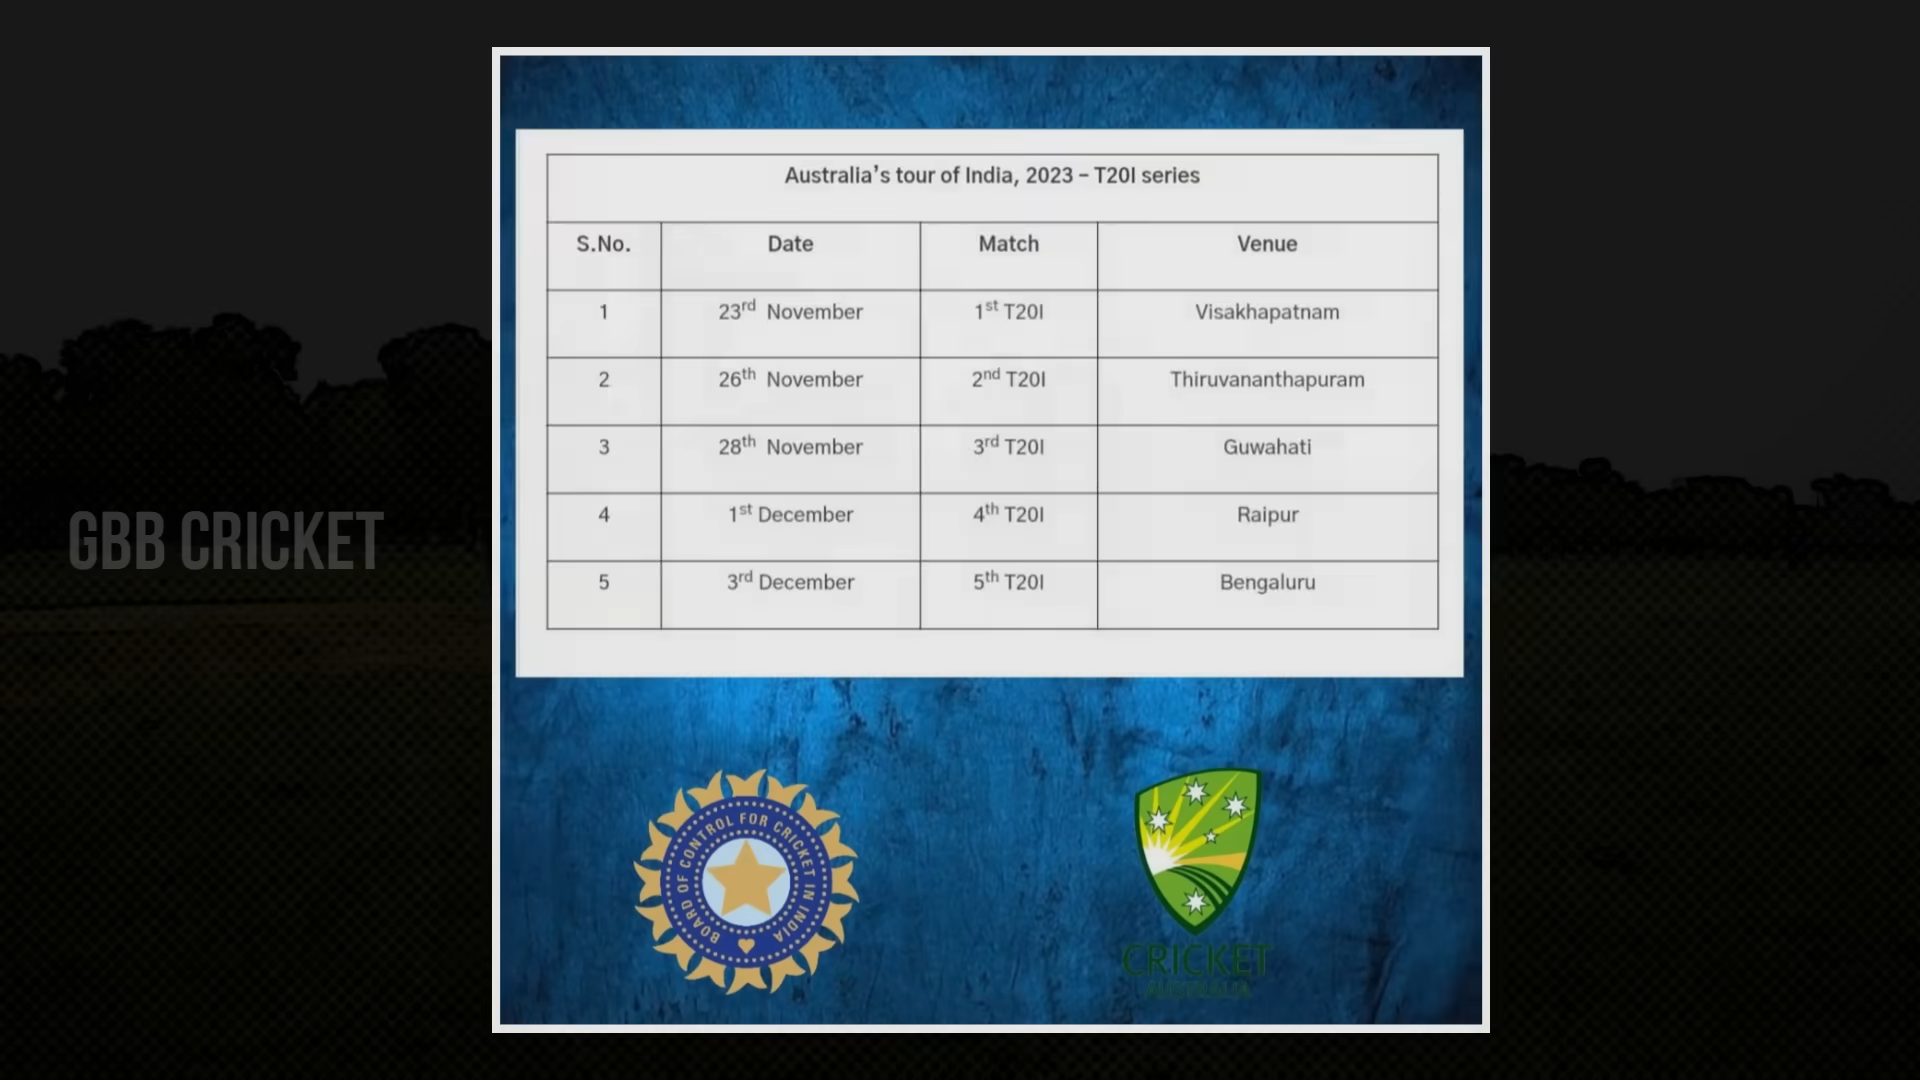 Australia’s tour of India, 2023 – T20I series
S.No. Date Match Venue
1 23rd November 1st T20I Visakhapatnam
2 26th November 2nd T20I Thiruvananthapuram
3 28th November 3rd T20I Guwahati
4 1st December 4th T20I Raipur
5 3rd December 5th T20I Bengaluru
GBB CRICKET
BOARD OF CONTROL FOR CRICKET IN INDIA
CRICKET
AUSTRALIA